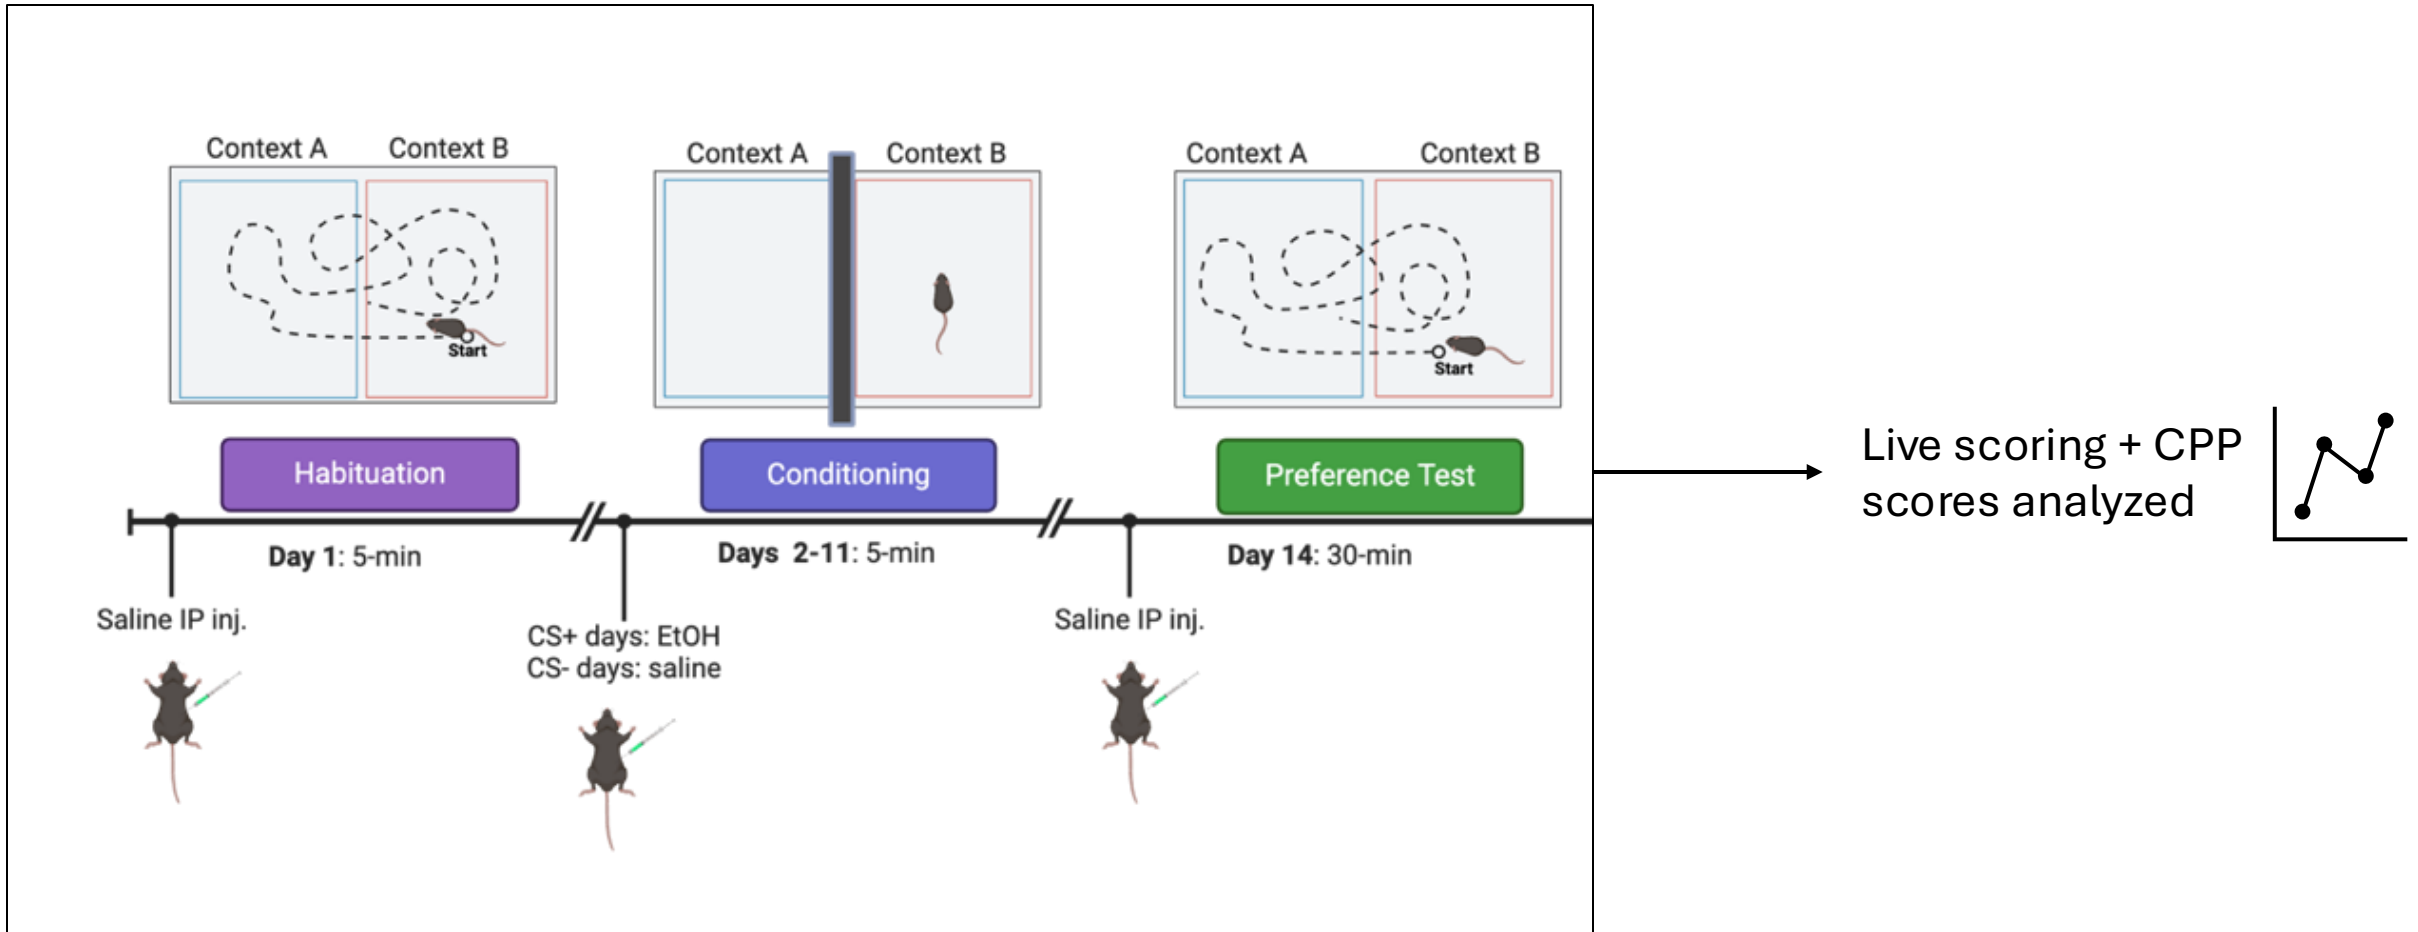 Context A
Context B
Start
Habituation
Day 1: 5-min
Saline IP inj.
Context A
Context B
Conditioning
Days 2-11: 5-min
CS+ days: EtOH
CS- days: saline
Context A
Context B
Start
Preference Test
Day 14: 30-min
Saline IP inj.
Live scoring + CPP
scores analyzed